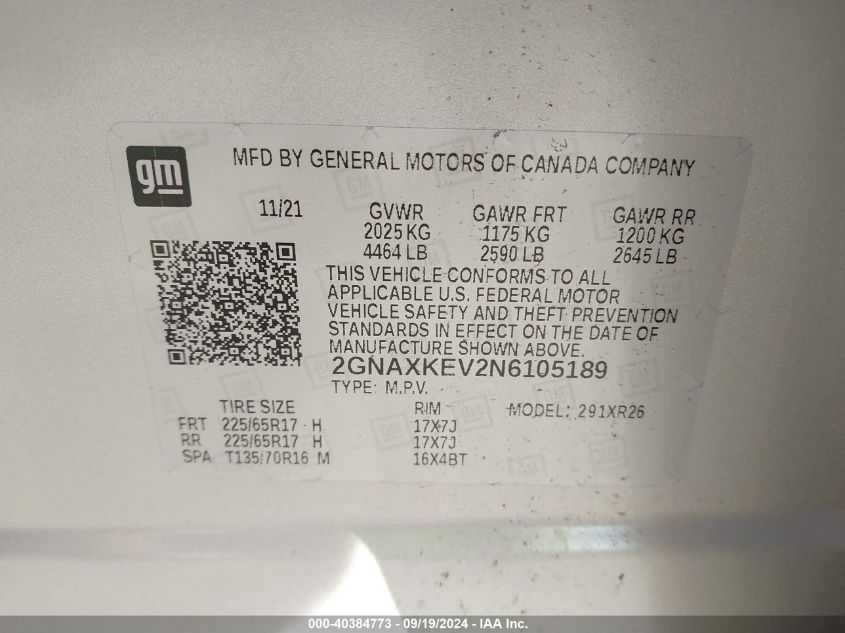 gm
MFD BY GENERAL MOTORS OF CANADA COMPANY
11/21 GVWR GAWR FRT GAWR RR
2025 KG 1175 KG 1200 KG
4464 LB 2590 LB 2645 LB
THIS VEHICLE CONFORMS TO ALL
APPLICABLE U.S. FEDERAL MOTOR
VEHICLE SAFETY AND THEFT PREVENTION
STANDARDS IN EFFECT ON THE DATE OF
MANUFACTURE SHOWN ABOVE.
2GNAXKEV2N6105189
TYPE: M.P.V.
TIRE SIZE RIM MODEL: 291XR26
FRT 225/65R17 H 17X7J
RR 225/65R17 H 17X7J
SPA T135/70R16 M 16X4BT
000-40384773 - 09/19/2024 - IAA Inc.